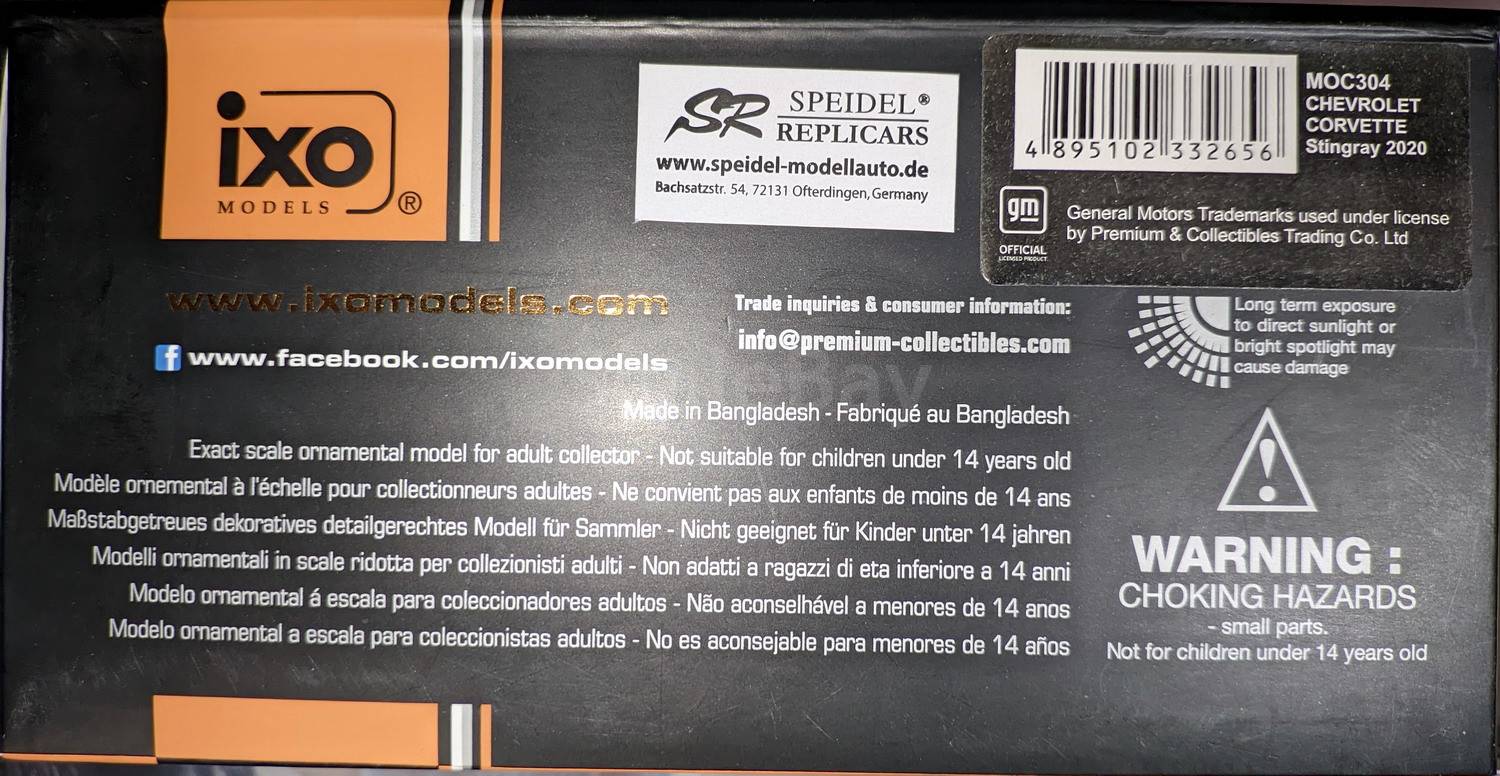 ixo
MODELS ®
SR SPEIDEL®
REPLICARS
www.speidel-modellauto.de
Bachsatzstr. 54, 72131 Ofterdingen, Germany
4 895102 332656
MOC304
CHEVROLET
CORVETTE
Stingray 2020
gm
OFFICIAL
LICENSED PRODUCT
General Motors Trademarks used under license
by Premium & Collectibles Trading Co. Ltd
www.ixomodels.com
f www.facebook.com/ixomodels
Trade inquiries & consumer information:
info@premium-collectibles.com
Long term exposure
to direct sunlight or
bright spotlight may
cause damage
Made in Bangladesh - Fabriqué au Bangladesh
Exact scale ornamental model for adult collector - Not suitable for children under 14 years old
Modèle ornemental à l'échelle pour collectionneurs adultes - Ne convient pas aux enfants de moins de 14 ans
Maßstabgetreues dekoratives detailgerechtes Modell für Sammler - Nicht geeignet für Kinder unter 14 jahren
Modelli ornamentali in scale ridotta per collezionisti adulti - Non adatti a ragazzi di eta inferiore a 14 anni
Modelo ornamental á escala para coleccionadores adultos - Não aconselhável a menores de 14 anos
Modelo ornamental a escala para coleccionistas adultos - No es aconsejable para menores de 14 años
WARNING :
CHOKING HAZARDS
- small parts.
Not for children under 14 years old